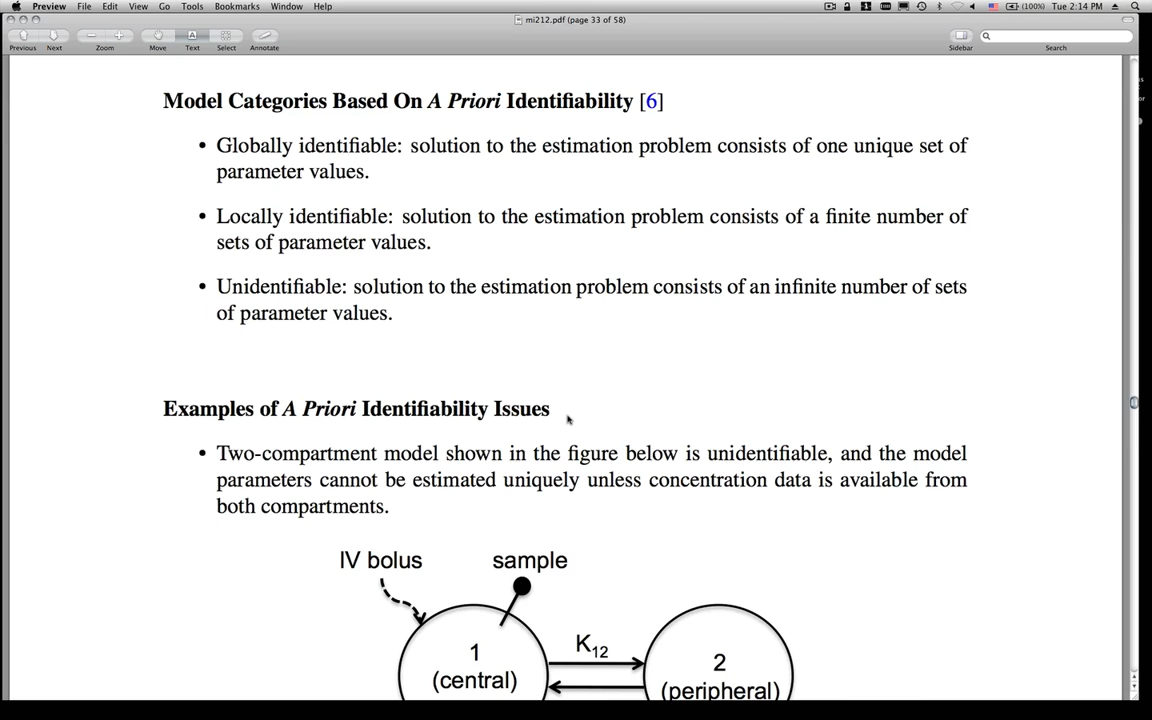 Preview File Edit View Go Tools Bookmarks Window Help (100%) Tue 2:14 PM
mi212.pdf (page 33 of 58)
Previous Next Zoom Move Text Select Annotate Sidebar Search
Model Categories Based On A Priori Identifiability [6]
• Globally identifiable: solution to the estimation problem consists of one unique set of
parameter values.
• Locally identifiable: solution to the estimation problem consists of a finite number of
sets of parameter values.
• Unidentifiable: solution to the estimation problem consists of an infinite number of sets
of parameter values.
Examples of A Priori Identifiability Issues
• Two-compartment model shown in the figure below is unidentifiable, and the model
parameters cannot be estimated uniquely unless concentration data is available from
both compartments.
IV bolus sample
K12
1 2
(central) (peripheral)